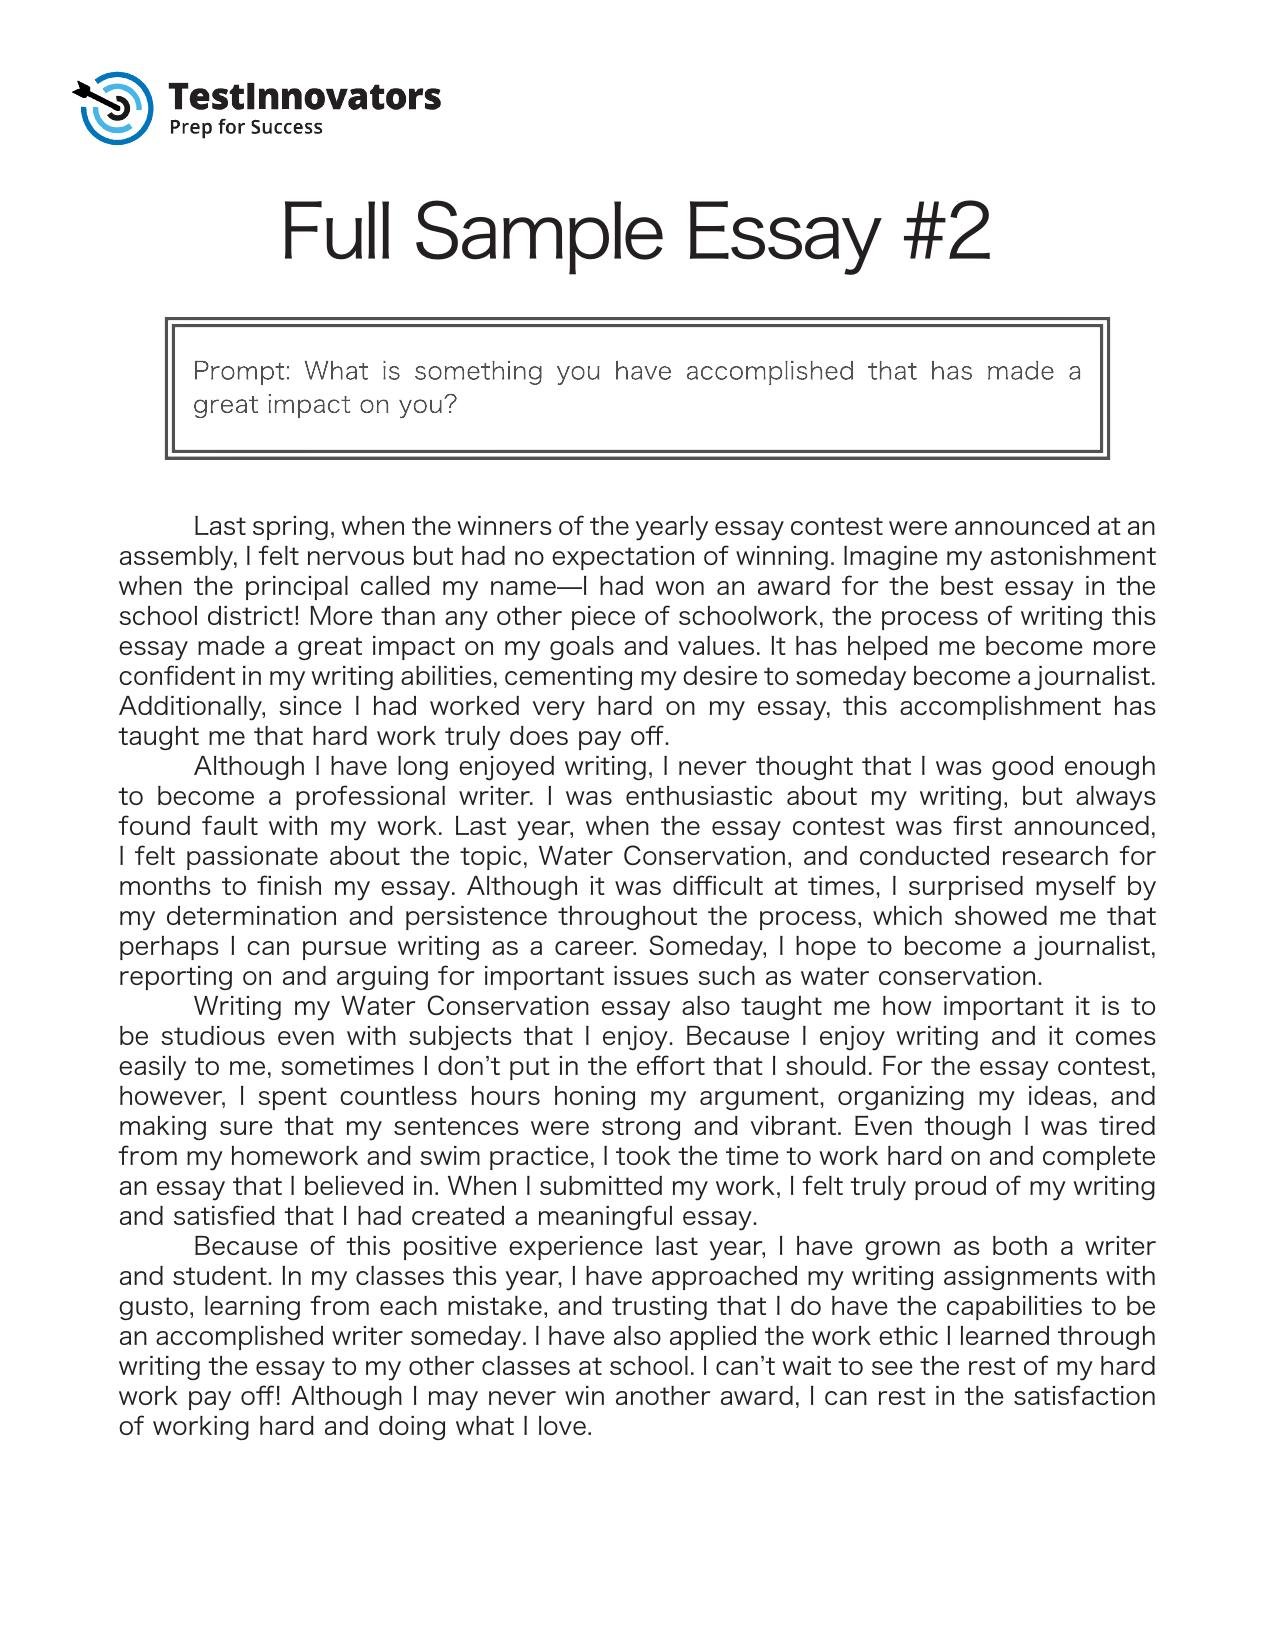 TestInnovators
Prep for Success
Full Sample Essay #2
Prompt: What is something you have accomplished that has made a
great impact on you?
Last spring, when the winners of the yearly essay contest were announced at an
assembly, I felt nervous but had no expectation of winning. Imagine my astonishment
when the principal called my name—I had won an award for the best essay in the
school district! More than any other piece of schoolwork, the process of writing this
essay made a great impact on my goals and values. It has helped me become more
confident in my writing abilities, cementing my desire to someday become a journalist.
Additionally, since I had worked very hard on my essay, this accomplishment has
taught me that hard work truly does pay off.
Although I have long enjoyed writing, I never thought that I was good enough
to become a professional writer. I was enthusiastic about my writing, but always
found fault with my work. Last year, when the essay contest was first announced,
I felt passionate about the topic, Water Conservation, and conducted research for
months to finish my essay. Although it was difficult at times, I surprised myself by
my determination and persistence throughout the process, which showed me that
perhaps I can pursue writing as a career. Someday, I hope to become a journalist,
reporting on and arguing for important issues such as water conservation.
Writing my Water Conservation essay also taught me how important it is to
be studious even with subjects that I enjoy. Because I enjoy writing and it comes
easily to me, sometimes I don’t put in the effort that I should. For the essay contest,
however, I spent countless hours honing my argument, organizing my ideas, and
making sure that my sentences were strong and vibrant. Even though I was tired
from my homework and swim practice, I took the time to work hard on and complete
an essay that I believed in. When I submitted my work, I felt truly proud of my writing
and satisfied that I had created a meaningful essay.
Because of this positive experience last year, I have grown as both a writer
and student. In my classes this year, I have approached my writing assignments with
gusto, learning from each mistake, and trusting that I do have the capabilities to be
an accomplished writer someday. I have also applied the work ethic I learned through
writing the essay to my other classes at school. I can’t wait to see the rest of my hard
work pay off! Although I may never win another award, I can rest in the satisfaction
of working hard and doing what I love.